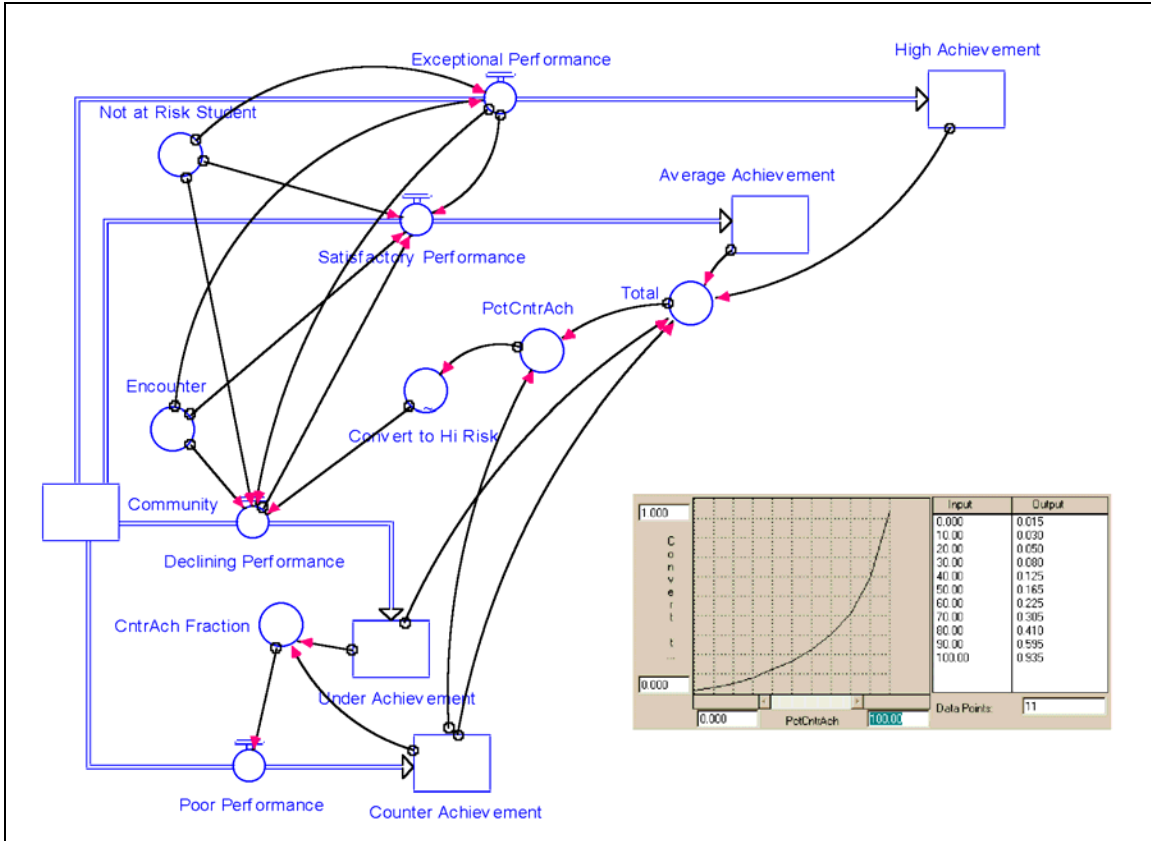 Exceptional Performance
High Achievement
Not at Risk Student
Average Achievement
Satisfactory Performance
Total
PctCntrAch
Encounter
Convert to Hi Risk
Community
Declining Performance
CntrAch Fraction
Under Achievement
Poor Performance
Counter Achievement
~
1.000
Convert t...
0.000
0.000
PctCntrAch
100.00
Input Output
0.000 0.015
10.00 0.030
20.00 0.050
30.00 0.080
40.00 0.125
50.00 0.165
60.00 0.225
70.00 0.305
80.00 0.410
90.00 0.595
100.00 0.935
Data Points: 11